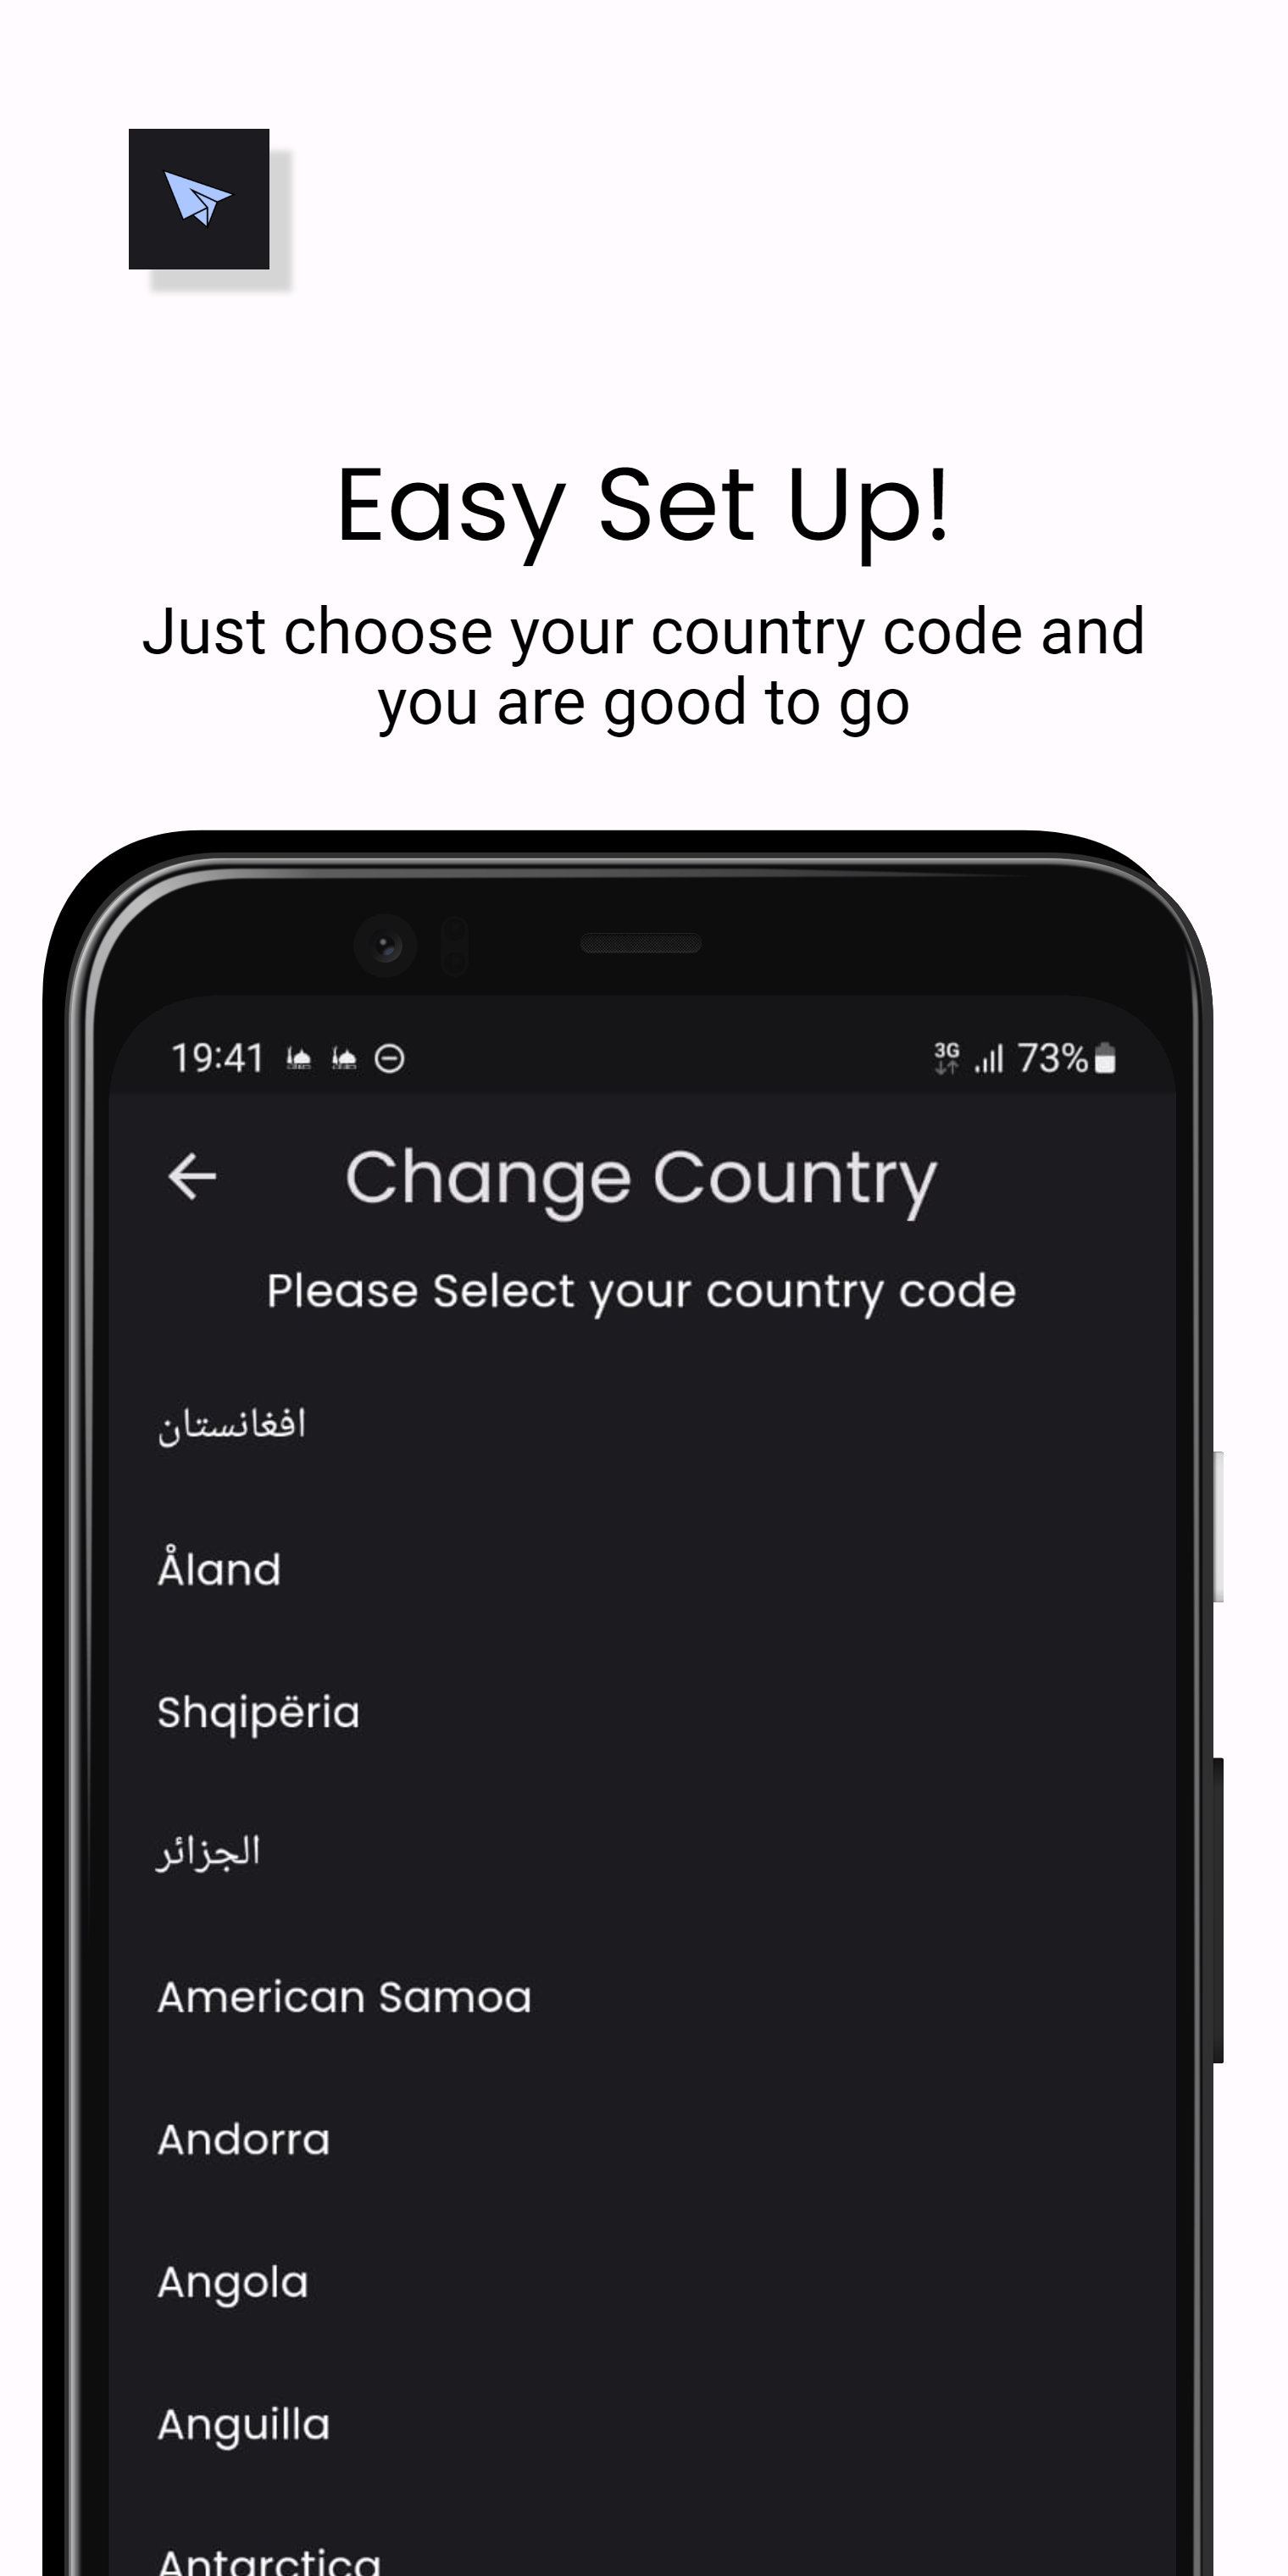 Easy Set Up!
Just choose your country code and
you are good to go
19:41
3G 73%
Change Country
Please Select your country code
افغانستان
Åland
Shqipëria
الجزائر
American Samoa
Andorra
Angola
Anguilla
Antarctica